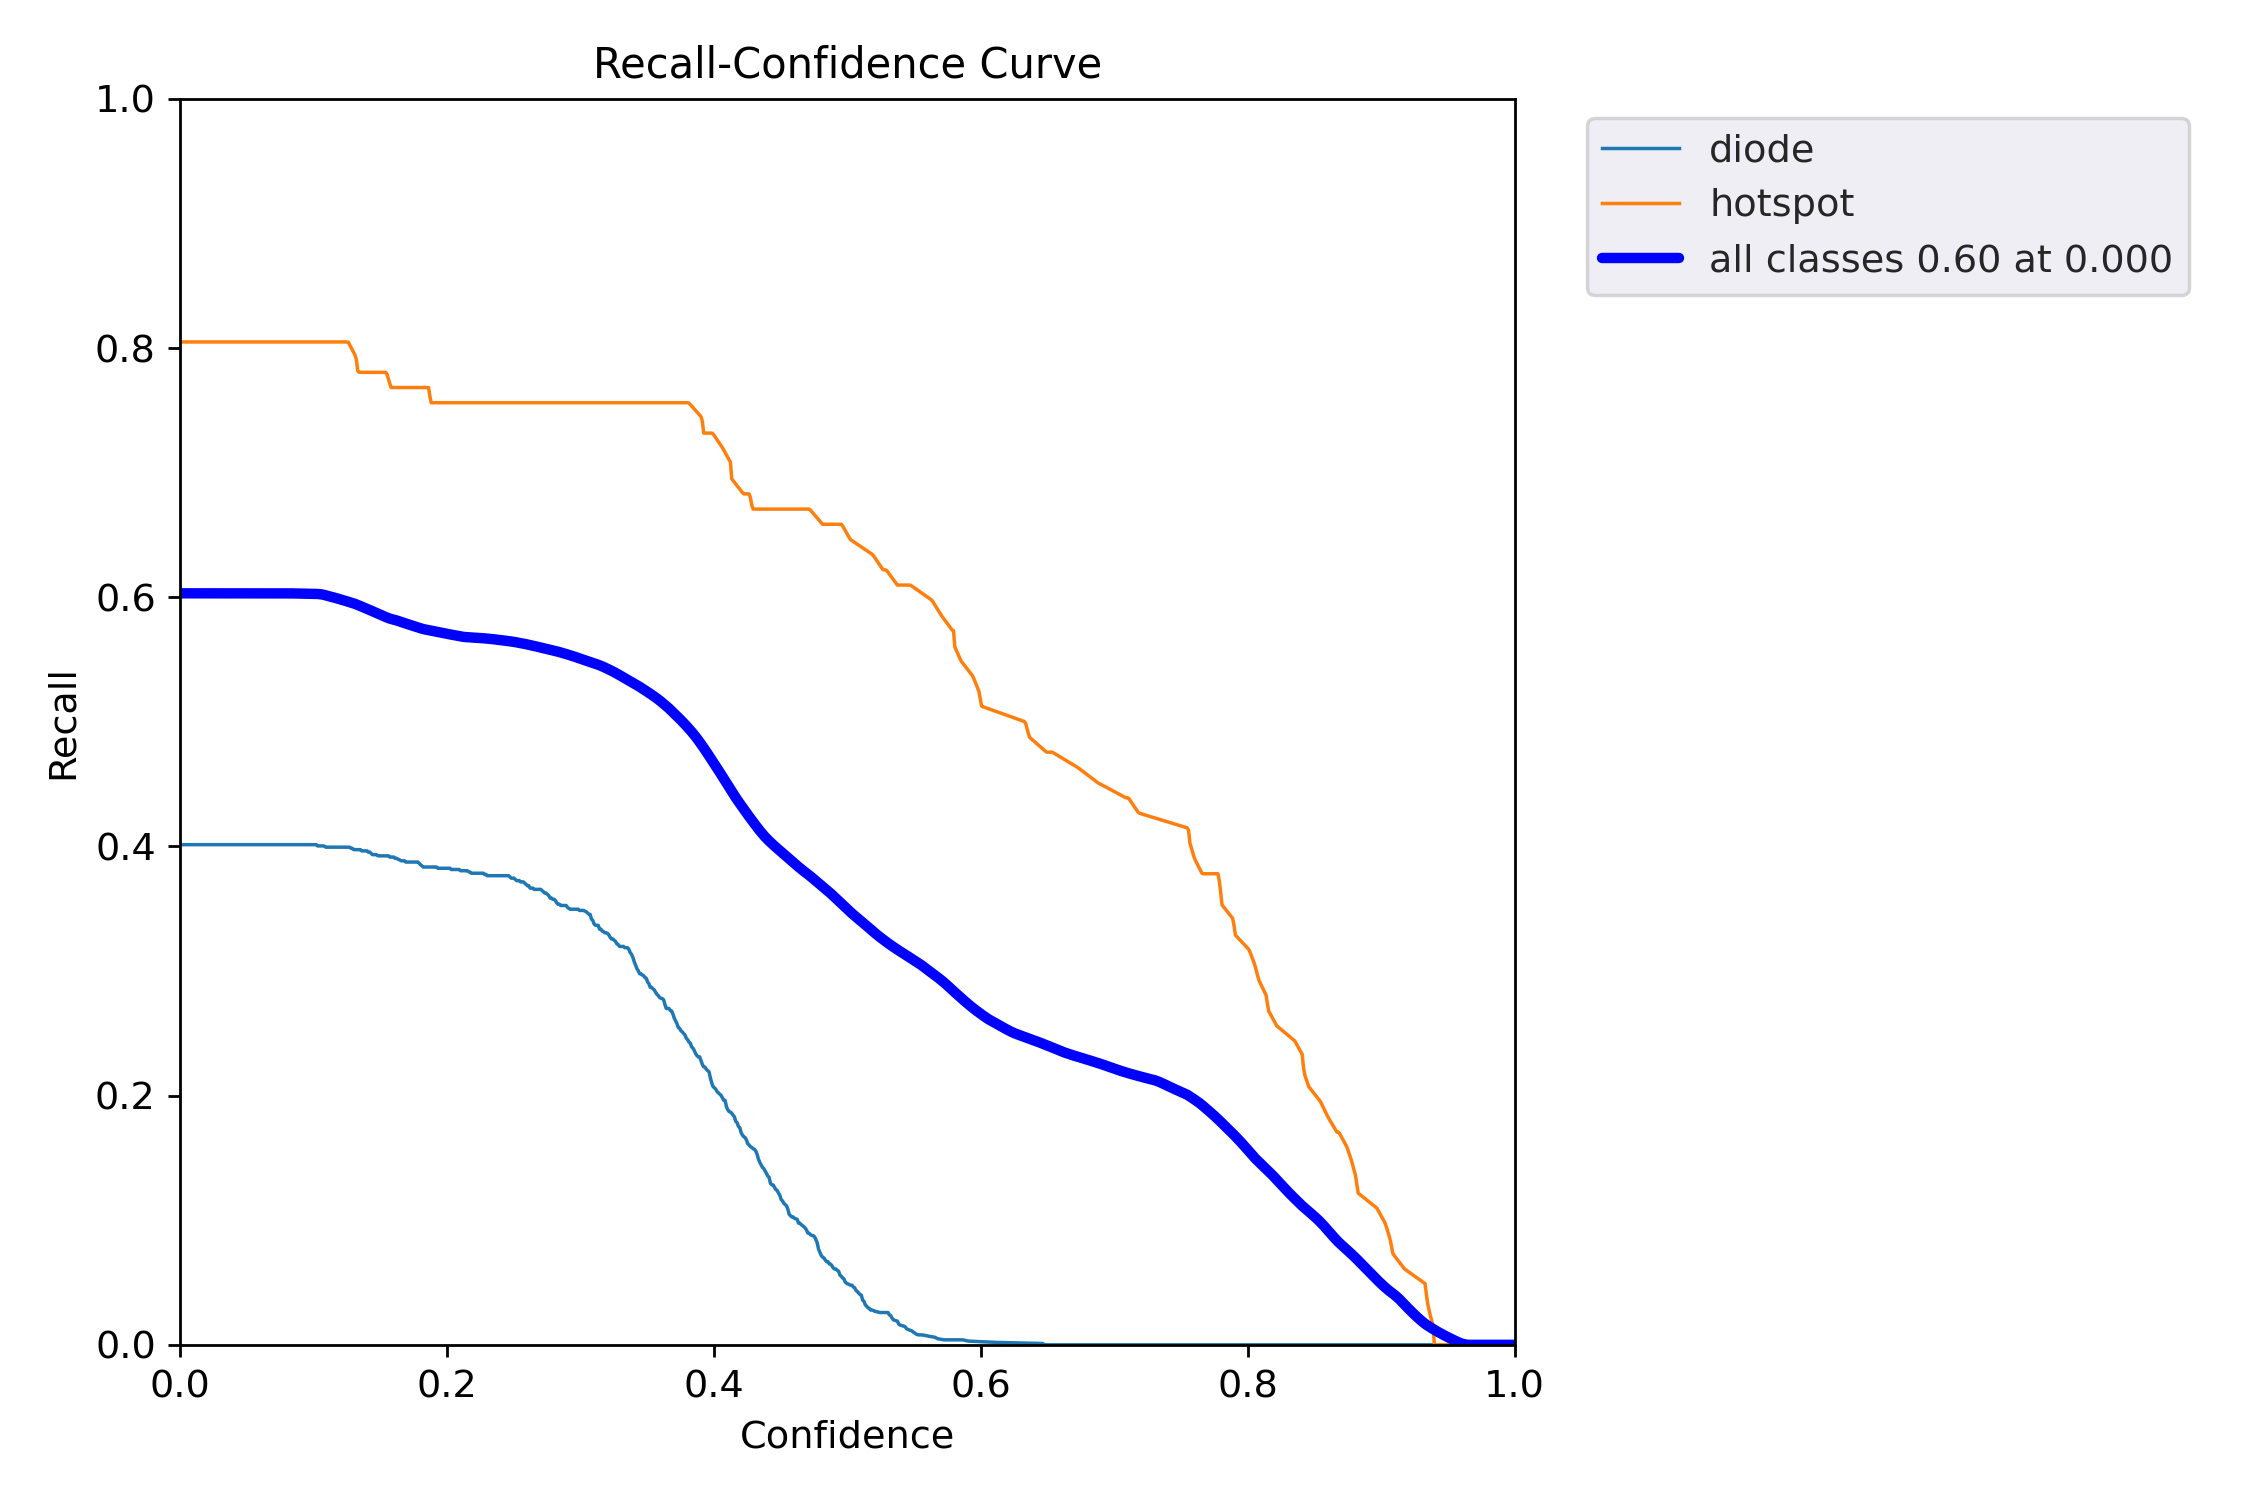 Recall-Confidence Curve
1.0
0.8
0.6
0.4
0.2
0.0
Recall
0.0 0.2 0.4 0.6 0.8 1.0
Confidence
diode
hotspot
all classes 0.60 at 0.000